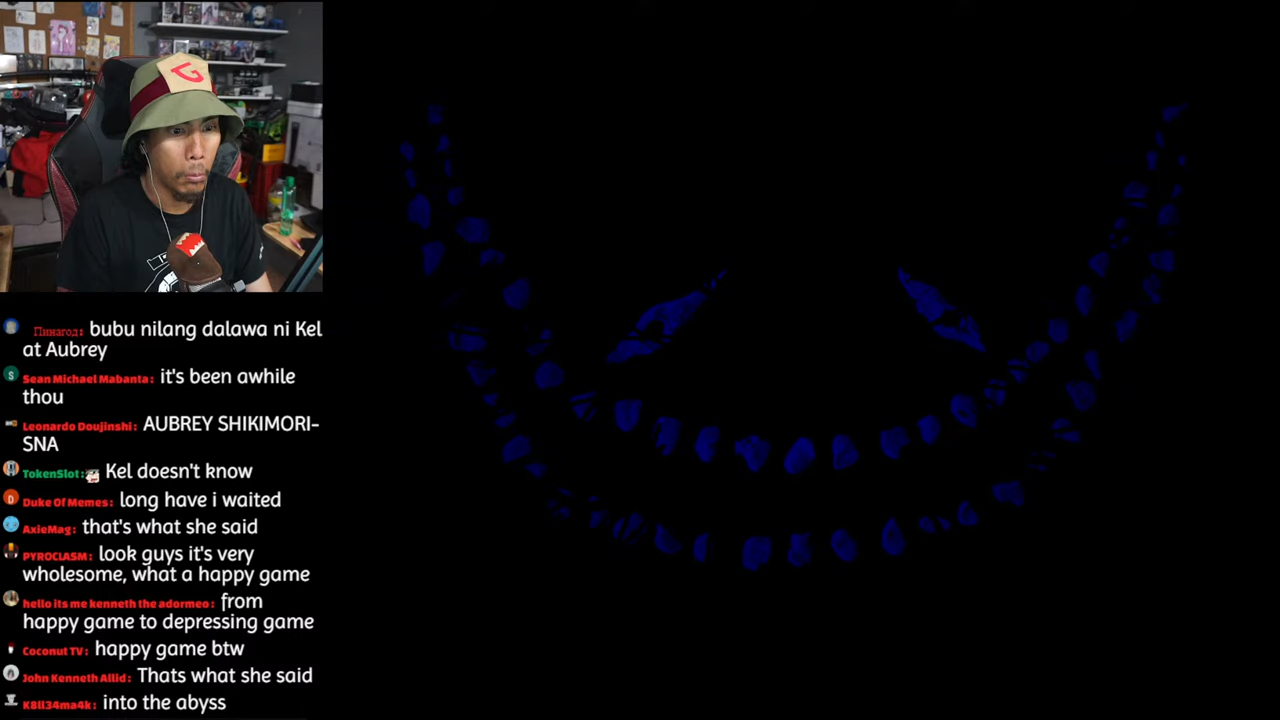 G
Пинагод: bubu nilang dalawa ni Kel
at Aubrey
Sean Michael Mabanta: it's been awhile
thou
Leonardo Doujinshi: AUBREY SHIKIMORI-
SNA
TokenSlot: Kel doesn't know
Duke Of Memes: long have i waited
AxieMag: that's what she said
PYROCLASM: look guys it's very
wholesome, what a happy game
hello its me kenneth the adormeo: from
happy game to depressing game
Coconut TV: happy game btw
John Kenneth Allid: Thats what she said
K8ll34ma4k: into the abyss